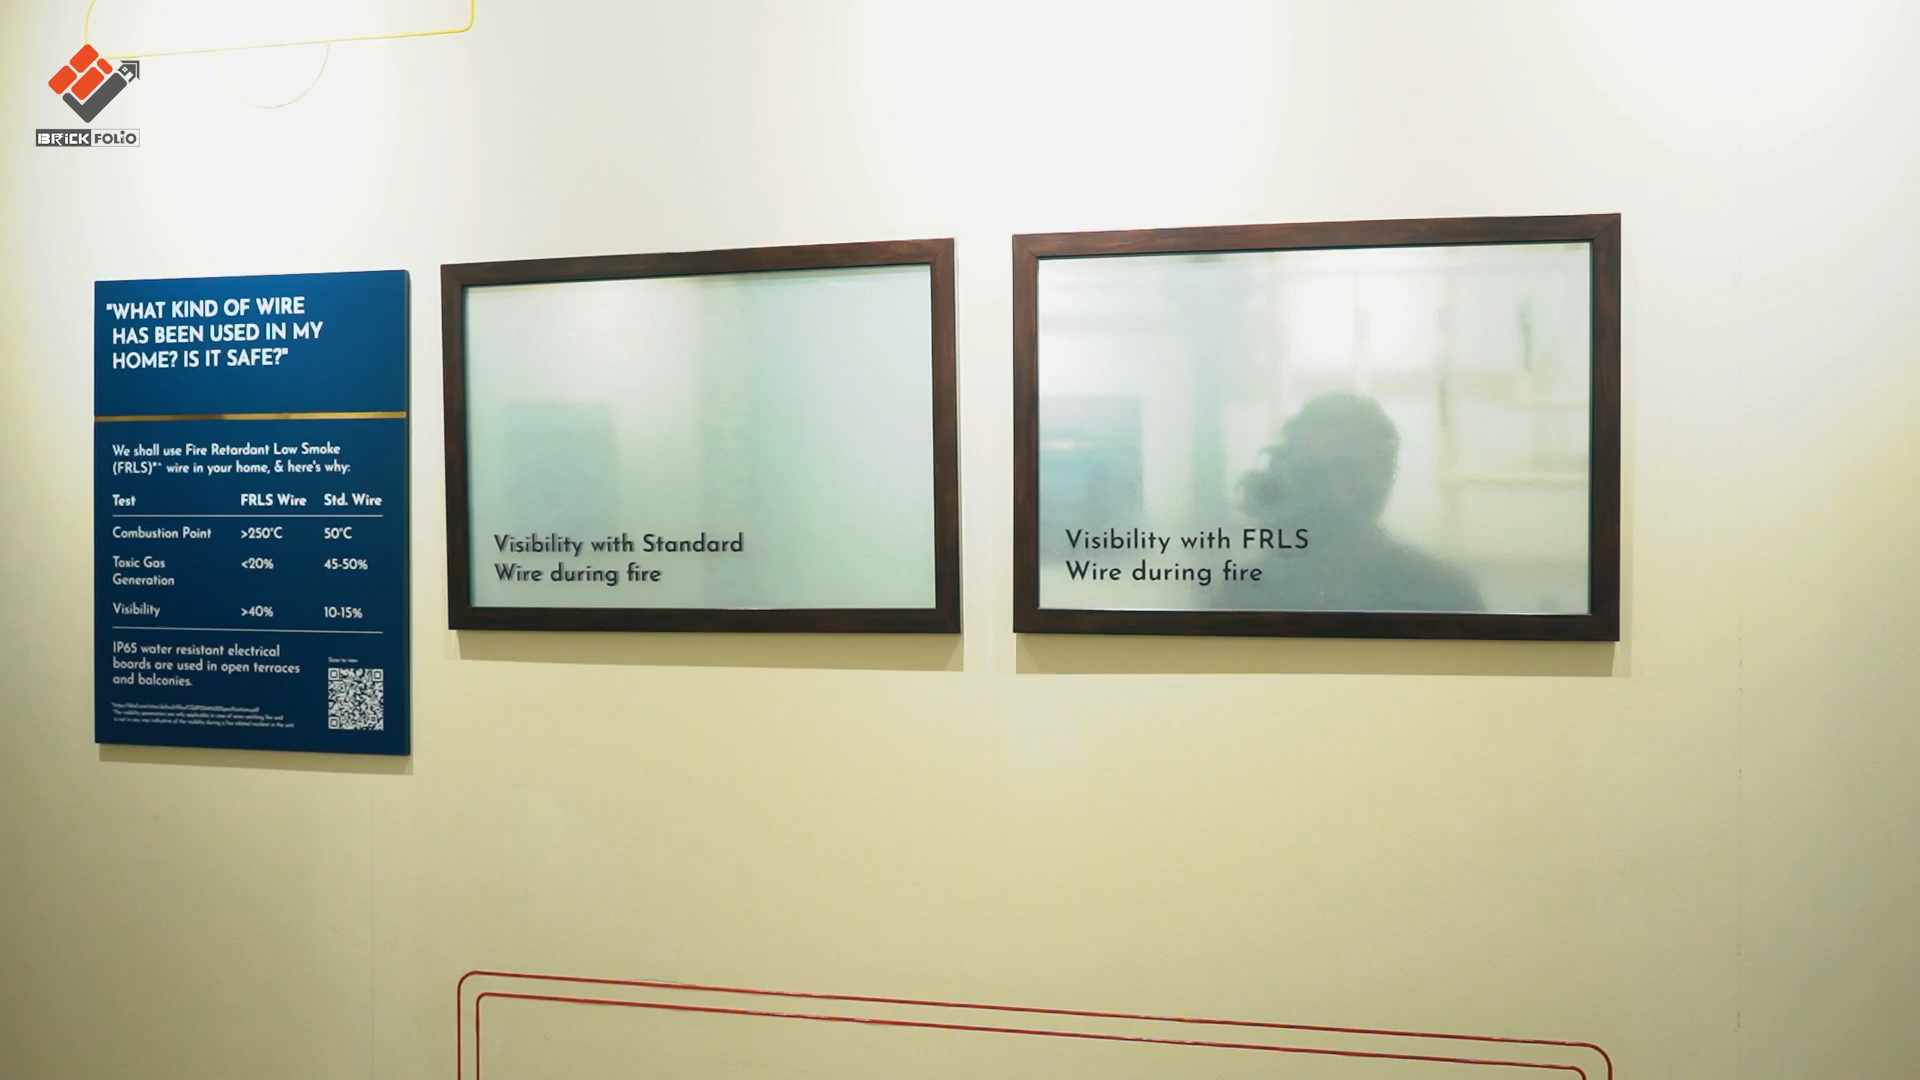 BRICK FOLIO
"WHAT KIND OF WIRE
HAS BEEN USED IN MY
HOME? IS IT SAFE?"
We shall use Fire Retardant Low Smoke
(FRLS)** wire in your home, & here's why:
Test FRLS Wire Std. Wire
Combustion Point >250°C 50°C
Toxic Gas
Generation <20% 45-50%
Visibility >40% 10-15%
IP65 water resistant electrical
boards are used in open terraces
and balconies.
Visibility with Standard
Wire during fire
Visibility with FRLS
Wire during fire